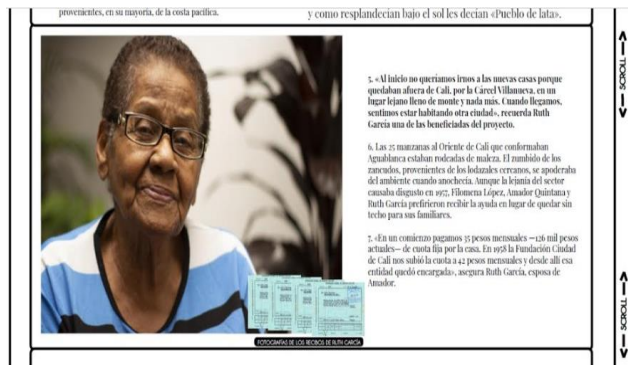 provenientes, en su mayoría, de la costa pacífica.
y como resplandecían bajo el sol les decían «Pueblo de lata».
5. «Al inicio no queríamos irnos a las nuevas casas porque
quedaban afuera de Cali, por la Cárcel Villanueva, en un
lugar lejano lleno de monte y nada más. Cuando llegamos,
sentimos estar habitando otra ciudad», recuerda Ruth
García una de las beneficiadas del proyecto.
6. Las 25 manzanas al Oriente de Cali que conformaban
Aguablanca estaban rodeadas de maleza. El zumbido de los
zancudos, provenientes de los lodazales cercanos, se apoderaba
del ambiente cuando anochecía. Aunque la lejanía del sector
causaba disgusto en 1957, Filomena López, Amador Quintana y
Ruth García prefirieron recibir la ayuda en lugar de quedar sin
techo para sus familiares.
7. «En un comienzo pagamos 35 pesos mensuales —126 mil pesos
actuales— de cuota fija por la casa. En 1958 la Fundación Ciudad
de Cali nos subió la cuota a 42 pesos mensuales y desde allí esa
entidad quedó encargada», asegura Ruth García, esposa de
Amador.
FOTOGRAFÍAS DE LOS RECIBOS DE RUTH GARCÍA
SCROLL
SCROLL